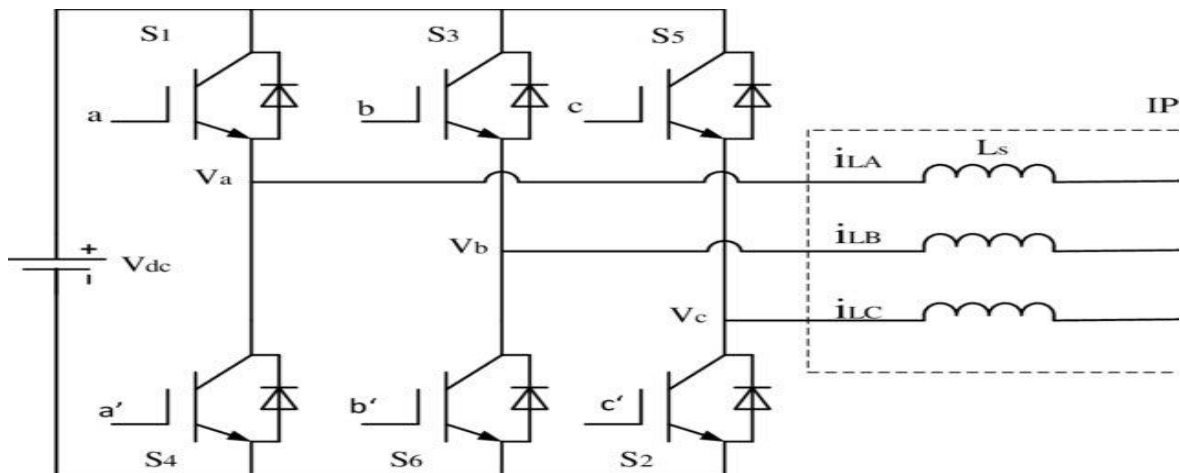 S1 S3 S5
a b c
IP
iLA Ls
Va
iLB
Vb
+
Vdc
-
iLC
Vc
a' b' c'
S4 S6 S2